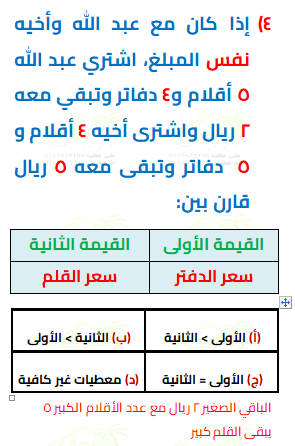 ٤) إذا كان مع عبد الله وأخيه
نفس المبلغ، اشتري عبد الله
٥ أقلام و٤ دفاتر وتبقي معه
٢ ريال واشترى أخيه ٤ أقلام و
٥ دفاتر وتبقى معه ٥ ريال
قارن بين:
القيمة الأولى القيمة الثانية
سعر الدفتر سعر القلم
(أ) الأولى > الثانية (ب) الثانية > الأولى
(ج) الأولى = الثانية (د) معطيات غير كافية
الباقي الصغير ٢ ريال مع عدد الأقلام الكبير ٥
يبقى القلم كبير